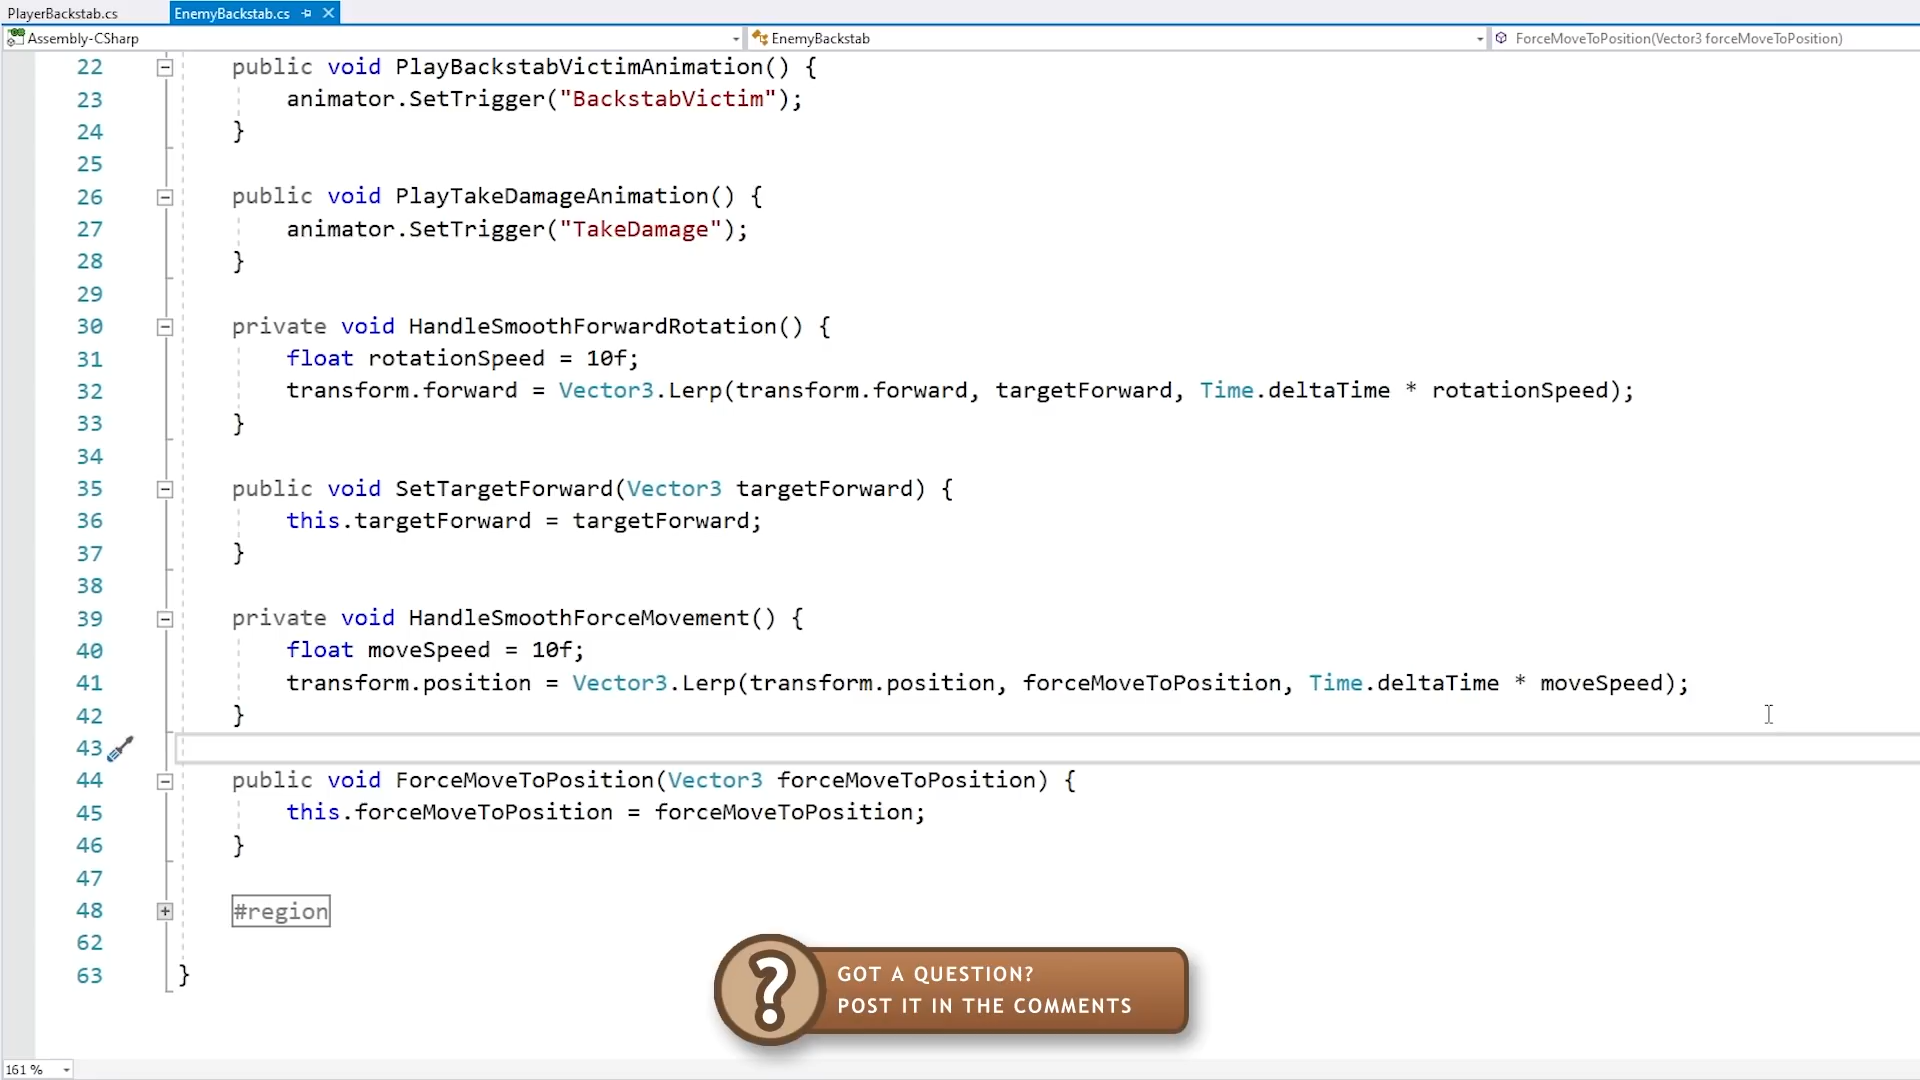 PlayerBackstab.cs EnemyBackstab.cs
Assembly-CSharp EnemyBackstab ForceMoveToPosition(Vector3 forceMoveToPosition)
22 public void PlayBackstabVictimAnimation() {
23 animator.SetTrigger("BackstabVictim");
24 }
25
26 public void PlayTakeDamageAnimation() {
27 animator.SetTrigger("TakeDamage");
28 }
29
30 private void HandleSmoothForwardRotation() {
31 float rotationSpeed = 10f;
32 transform.forward = Vector3.Lerp(transform.forward, targetForward, Time.deltaTime * rotationSpeed);
33 }
34
35 public void SetTargetForward(Vector3 targetForward) {
36 this.targetForward = targetForward;
37 }
38
39 private void HandleSmoothForceMovement() {
40 float moveSpeed = 10f;
41 transform.position = Vector3.Lerp(transform.position, forceMoveToPosition, Time.deltaTime * moveSpeed);
42 }
43
44 public void ForceMoveToPosition(Vector3 forceMoveToPosition) {
45 this.forceMoveToPosition = forceMoveToPosition;
46 }
47
48 #region
62
63 }
? GOT A QUESTION?
POST IT IN THE COMMENTS
161 %